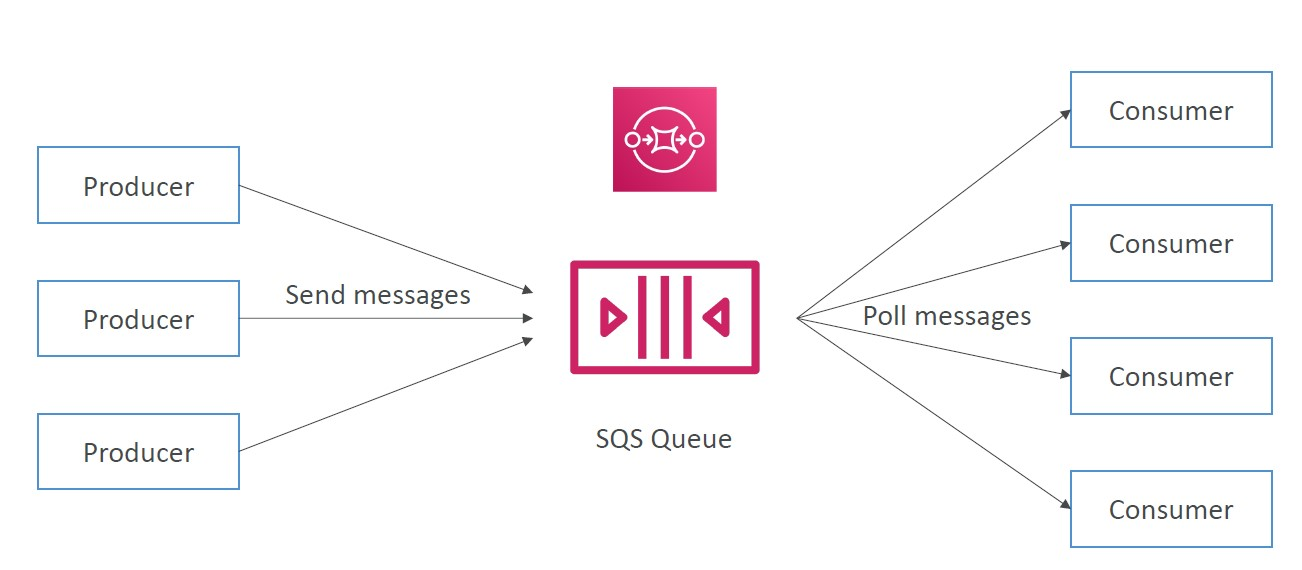 Producer
Producer
Producer
Send messages
SQS Queue
Poll messages
Consumer
Consumer
Consumer
Consumer